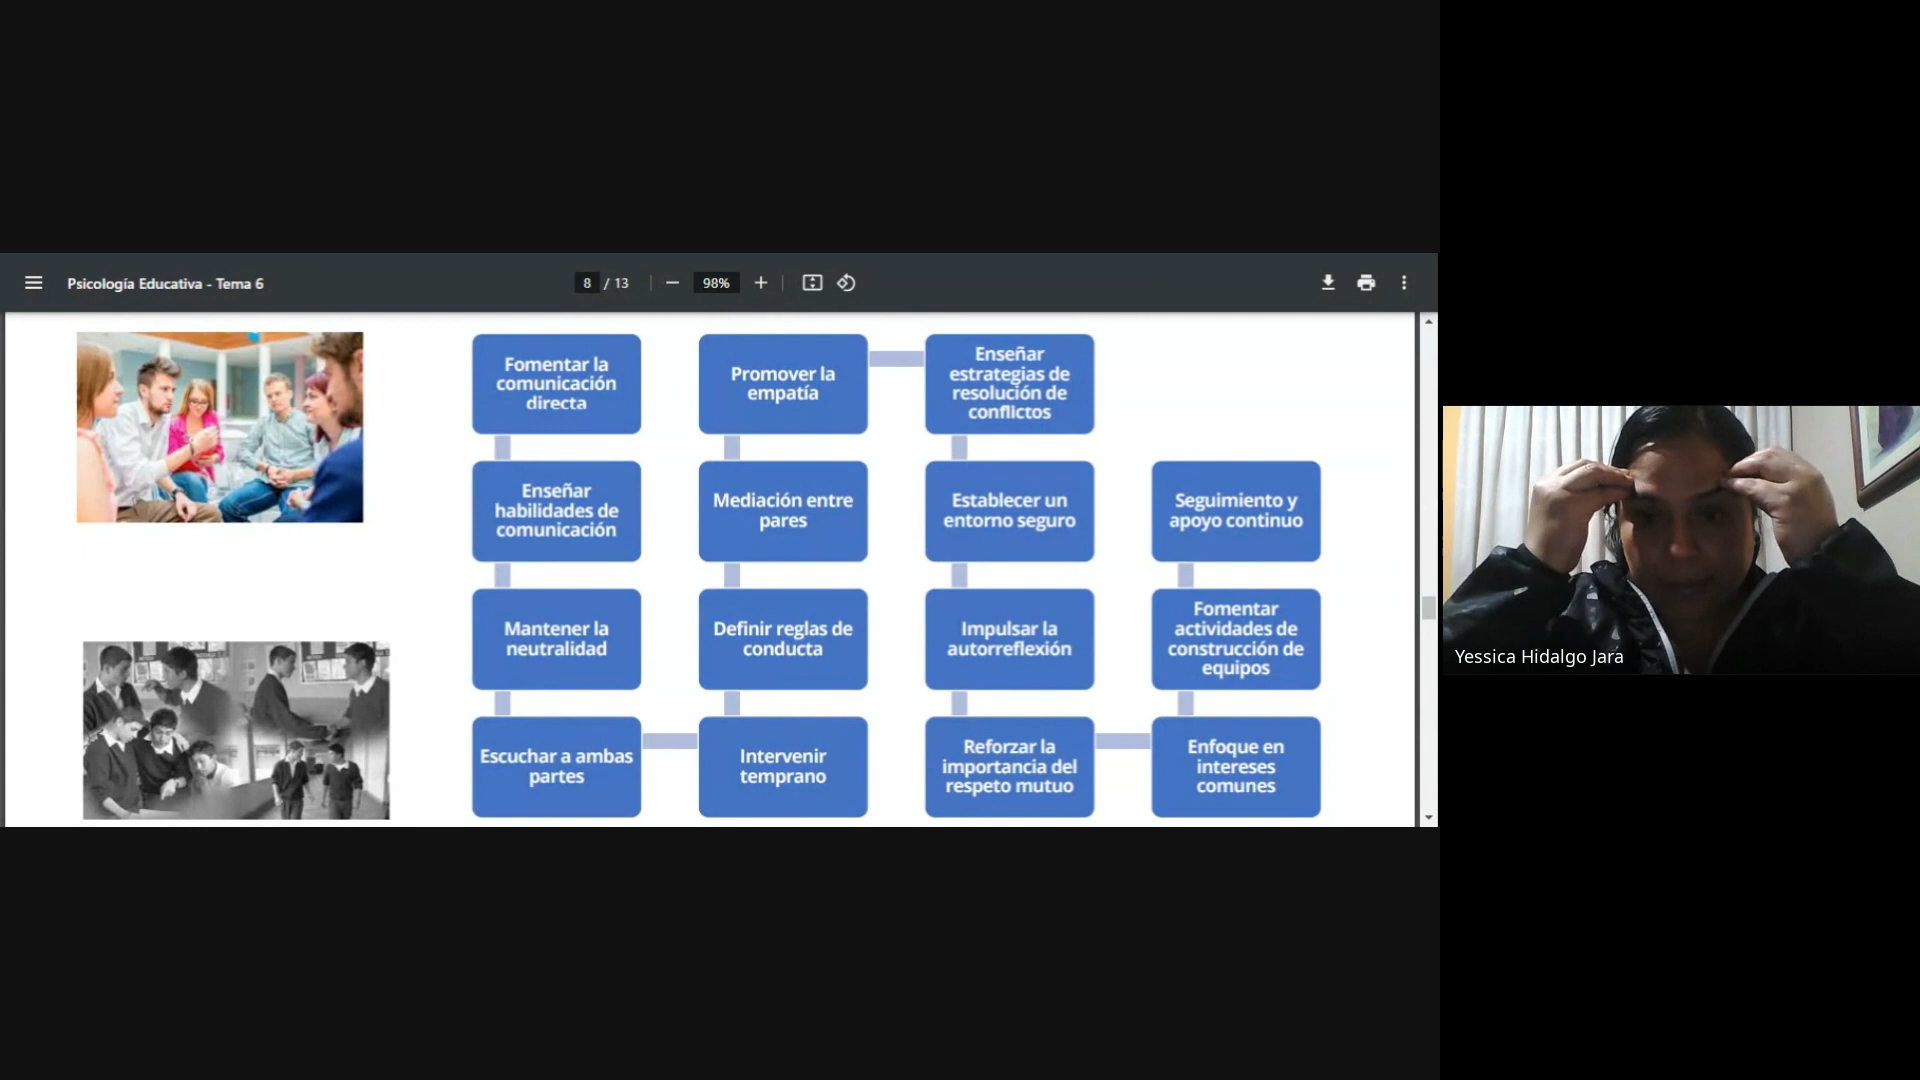 Psicología Educativa - Tema 6
8 / 13
98%
Fomentar la
comunicación
directa
Enseñar
habilidades de
comunicación
Mantener la
neutralidad
Escuchar a ambas
partes
Intervenir
temprano
Definir reglas de
conducta
Mediación entre
pares
Promover la
empatía
Enseñar
estrategias de
resolución de
conflictos
Establecer un
entorno seguro
Impulsar la
autorreflexión
Reforzar la
importancia del
respeto mutuo
Enfoque en
intereses
comunes
Fomentar
actividades de
construcción de
equipos
Seguimiento y
apoyo continuo
Yessica Hidalgo Jara